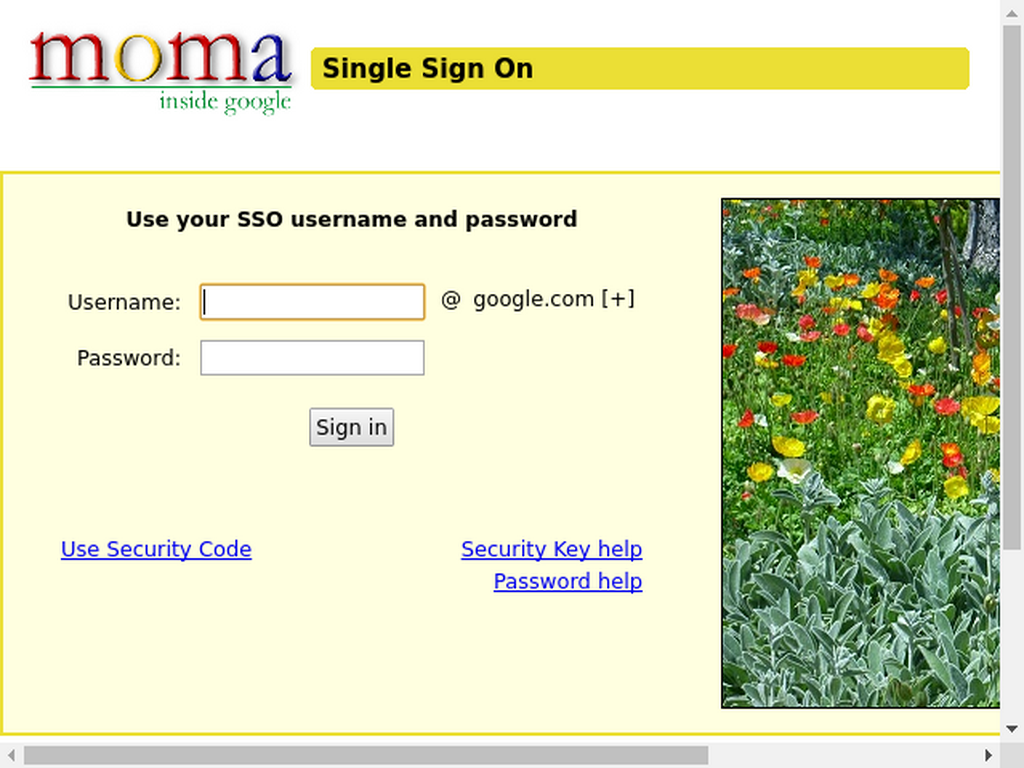 moma
inside google
Single Sign On
Use your SSO username and password
Username:
@ google.com [+]
Password:
Sign in
Use Security Code
Security Key help
Password help